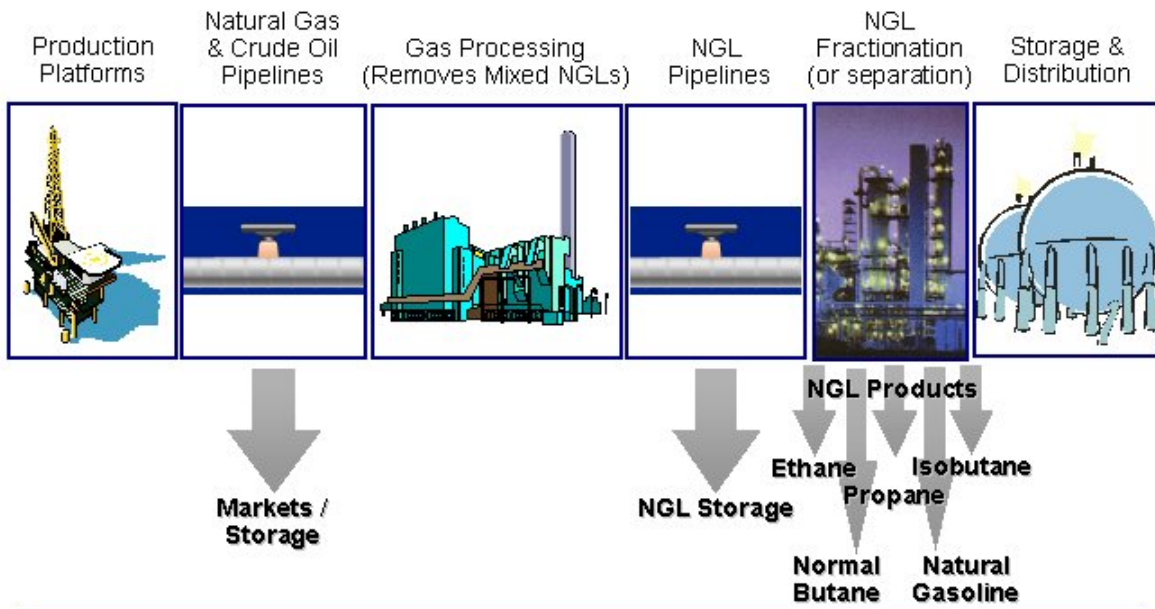 Production
Platforms
Natural Gas
& Crude Oil
Pipelines
Gas Processing
(Removes Mixed NGLs)
NGL
Pipelines
NGL
Fractionation
(or separation)
Storage &
Distribution
Markets /
Storage
NGL Storage
NGL Products
Ethane
Propane
Isobutane
Normal
Butane
Natural
Gasoline